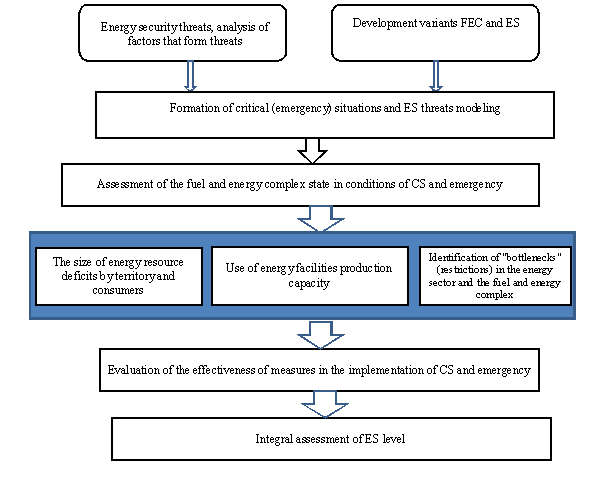 Energy security threats, analysis of
factors that form threats
Development variants FEC and ES
Formation of critical (emergency) situations and ES threats modeling
Assessment of the fuel and energy complex state in conditions of CS and emergency
The size of energy resource
deficits by territory and
consumers
Use of energy facilities production
capacity
Identification of "bottlenecks"
(restrictions) in the energy
sector and the fuel and energy
complex
Evaluation of the effectiveness of measures in the implementation of CS and emergency
Integral assessment of ES level